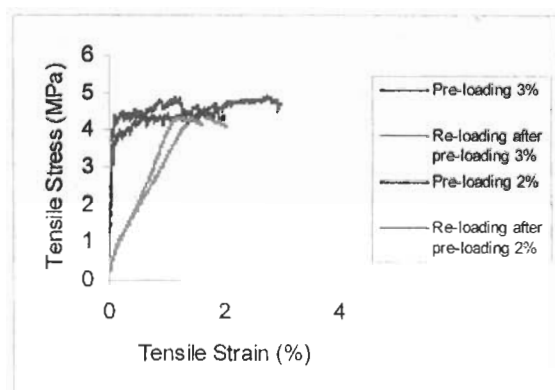 6
5
4
3
2
1
0
Tensile Stress (MPa)
0
2
4
Tensile Strain (%)
Pre-loading 3%
Re-loading after
pre-loading 3%
Pre-loading 2%
Re-loading after
pre-loading 2%